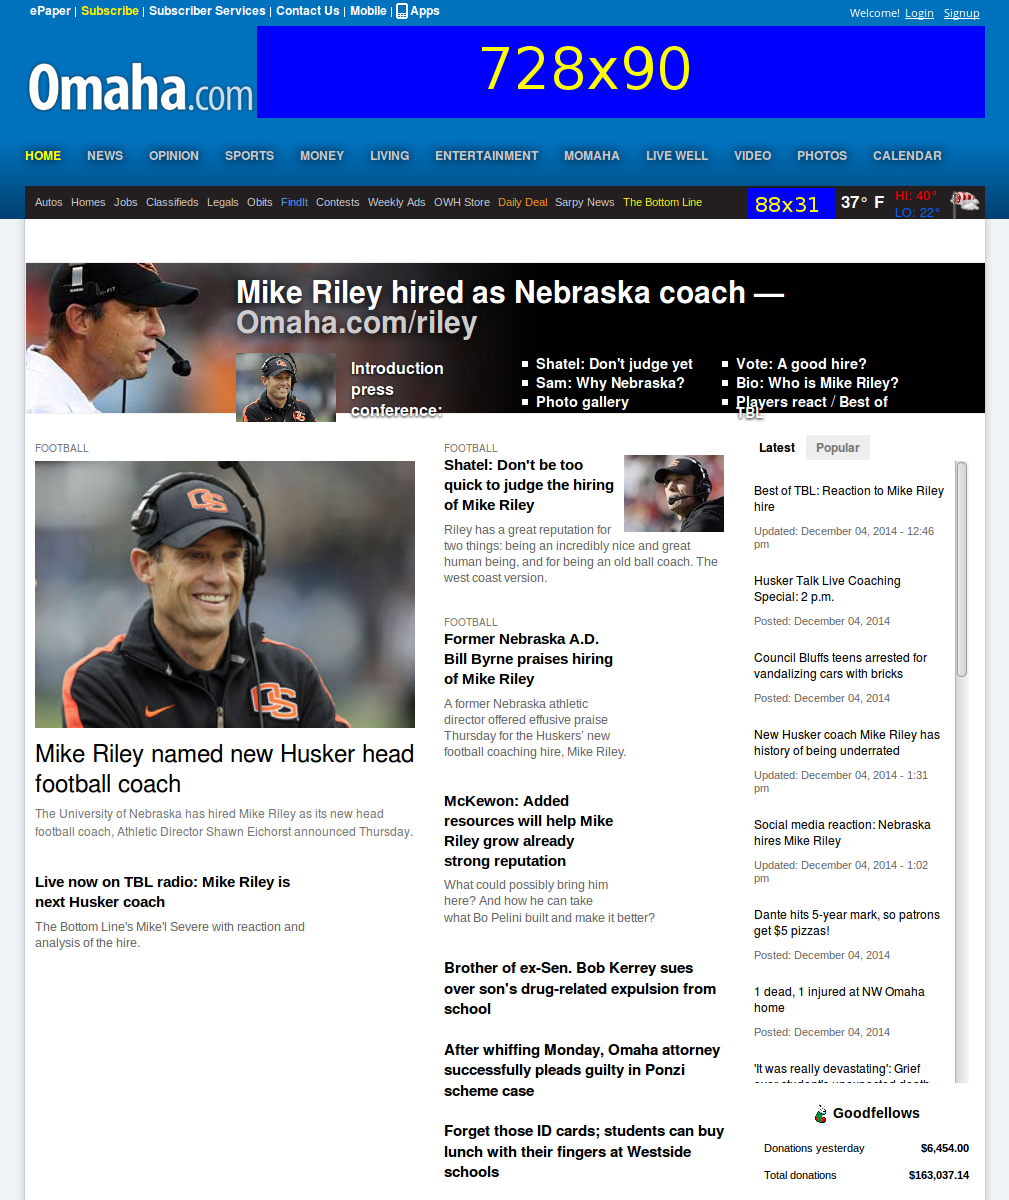 ePaper | Subscribe | Subscriber Services | Contact Us | Mobile | Apps
Welcome! Login Signup
Omaha.com
728x90
HOME NEWS OPINION SPORTS MONEY LIVING ENTERTAINMENT MOMAHA LIVE WELL VIDEO PHOTOS CALENDAR
Autos Homes Jobs Classifieds Legals Obits FindIt Contests Weekly Ads OWH Store Daily Deal Sarpy News The Bottom Line
88x31
37° F
HI: 40°
LO: 22°
Mike Riley hired as Nebraska coach —
Omaha.com/riley
Introduction
press
conference:
Shatel: Don't judge yet
Sam: Why Nebraska?
Photo gallery
Vote: A good hire?
Bio: Who is Mike Riley?
Players react / Best of
TBL
FOOTBALL
OS
OS
Mike Riley named new Husker head
football coach
The University of Nebraska has hired Mike Riley as its new head
football coach, Athletic Director Shawn Eichorst announced Thursday.
Live now on TBL radio: Mike Riley is
next Husker coach
The Bottom Line's Mike'l Severe with reaction and
analysis of the hire.
FOOTBALL
Shatel: Don't be too
quick to judge the hiring
of Mike Riley
Riley has a great reputation for
two things: being an incredibly nice and great
human being, and for being an old ball coach. The
west coast version.
FOOTBALL
Former Nebraska A.D.
Bill Byrne praises hiring
of Mike Riley
A former Nebraska athletic
director offered effusive praise
Thursday for the Huskers' new
football coaching hire, Mike Riley.
McKewon: Added
resources will help Mike
Riley grow already
strong reputation
What could possibly bring him
here? And how he can take
what Bo Pelini built and make it better?
Brother of ex-Sen. Bob Kerrey sues
over son's drug-related expulsion from
school
After whiffing Monday, Omaha attorney
successfully pleads guilty in Ponzi
scheme case
Forget those ID cards; students can buy
lunch with their fingers at Westside
schools
Latest Popular
Best of TBL: Reaction to Mike Riley
hire
Updated: December 04, 2014 - 12:46
pm
Husker Talk Live Coaching
Special: 2 p.m.
Posted: December 04, 2014
Council Bluffs teens arrested for
vandalizing cars with bricks
Posted: December 04, 2014
New Husker coach Mike Riley has
history of being underrated
Updated: December 04, 2014 - 1:31
pm
Social media reaction: Nebraska
hires Mike Riley
Updated: December 04, 2014 - 1:02
pm
Dante hits 5-year mark, so patrons
get $5 pizzas!
Posted: December 04, 2014
1 dead, 1 injured at NW Omaha
home
Posted: December 04, 2014
'It was really devastating': Grief
over student's unexpected death
Goodfellows
Donations yesterday $6,454.00
Total donations $163,037.14